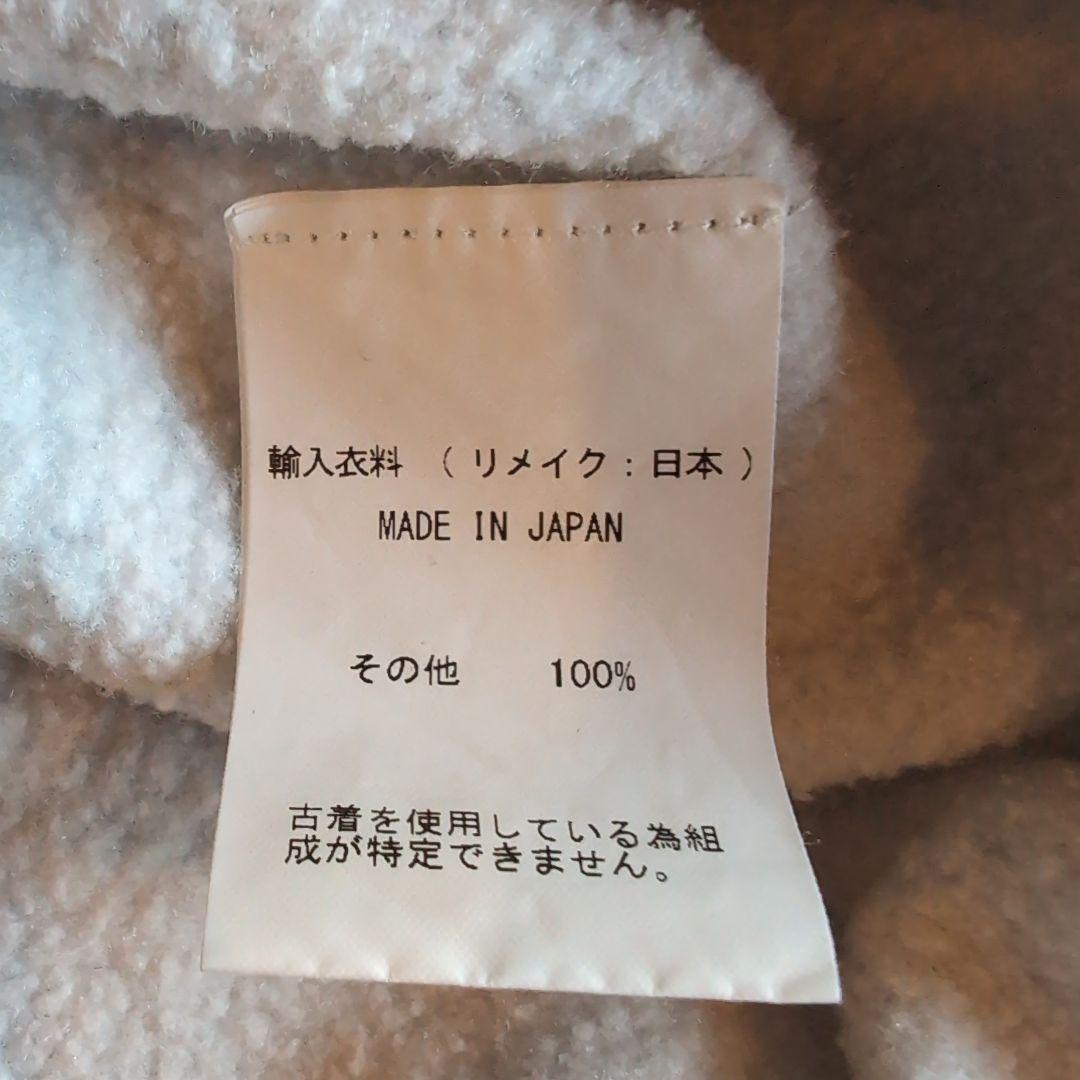 輸入衣料 ( リメイク : 日本 )
MADE IN JAPAN
その他 100%
古着を使用している為組
成が特定できません。